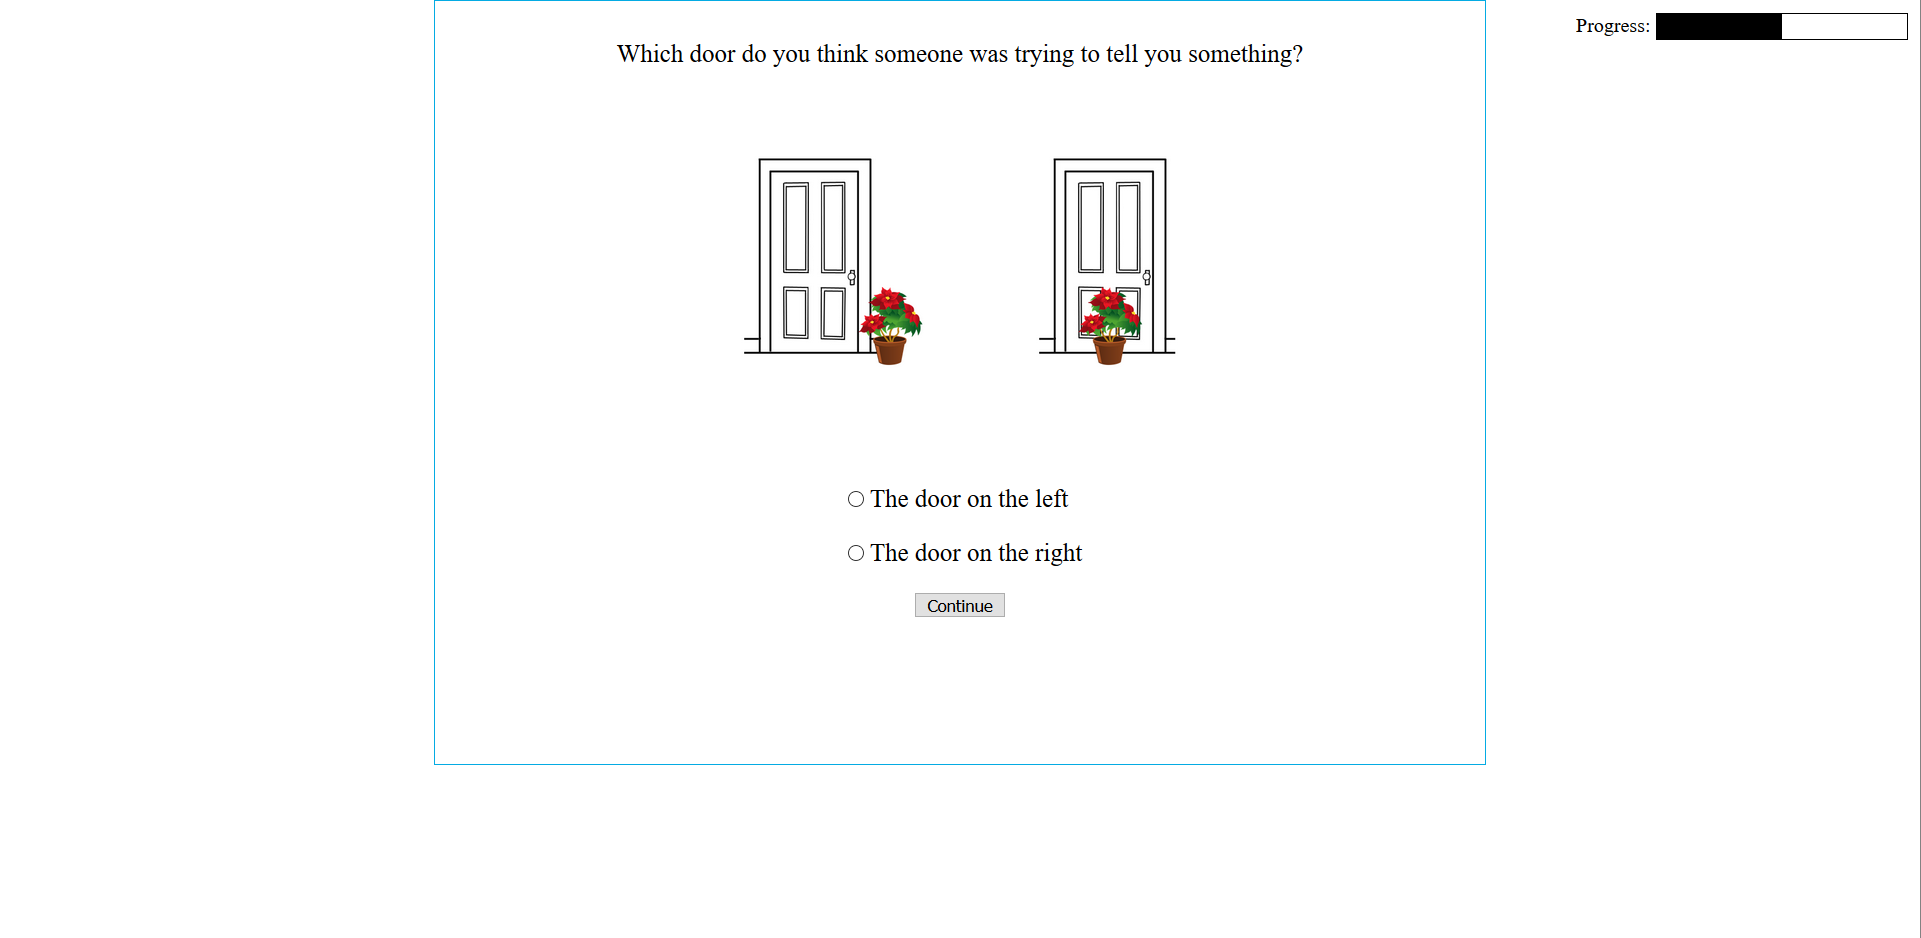 Progress:
Which door do you think someone was trying to tell you something?
The door on the left
The door on the right
Continue